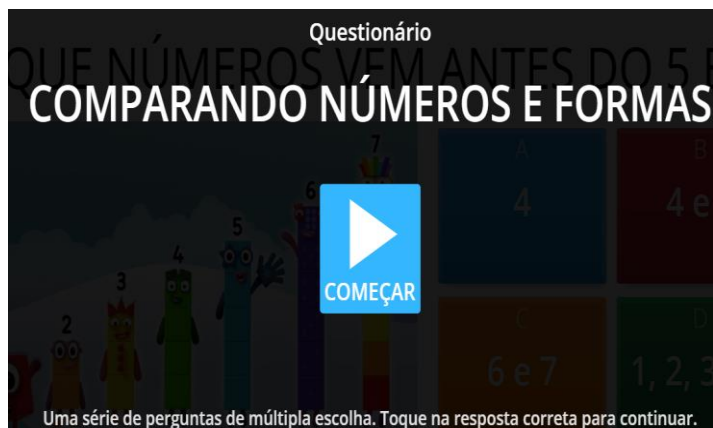 Questionário
QUE NÚMEROS VEM ANTES DO 5
COMPARANDO NÚMEROS E FORMAS
7
6
5
4
3
2
A
4
B
4 e
COMEÇAR
C
6 e 7
D
1, 2, 3
Uma série de perguntas de múltipla escolha. Toque na resposta correta para continuar.